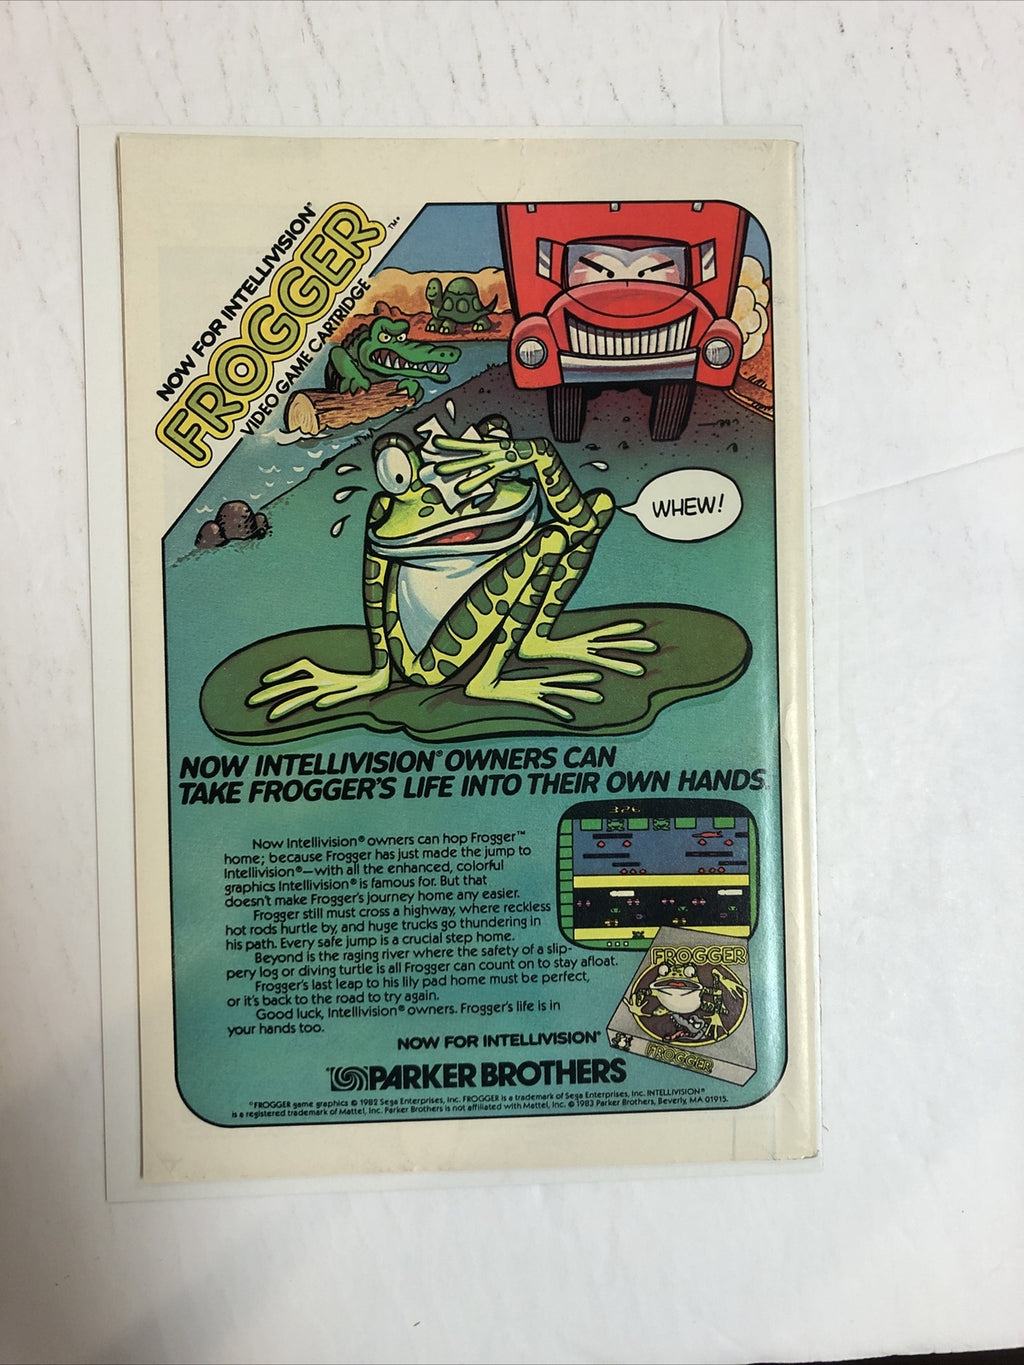 NOW FOR INTELLIVISION®
FROGGER™
VIDEO GAME CARTRIDGE
WHEW!
NOW INTELLIVISION® OWNERS CAN
TAKE FROGGER'S LIFE INTO THEIR OWN HANDS.
Now Intellivision® owners can hop Frogger™
home; because Frogger has just made the jump to
Intellivision®—with all the enhanced, colorful
graphics Intellivision® is famous for. But that
doesn't make Frogger's journey home any easier.
Frogger still must cross a highway, where reckless
hot rods hurtle by, and huge trucks go thundering in
his path. Every safe jump is a crucial step home.
Beyond is the raging river where the safety of a slip-
pery log or diving turtle is all Frogger can count on to stay afloat.
Frogger's last leap to his lily pad home must be perfect,
or it's back to the road to try again.
Good luck, Intellivision® owners. Frogger's life is in
your hands too.
326
FROGGER
FROGGER
NOW FOR INTELLIVISION®
PARKER BROTHERS
©FROGGER game graphics © 1982 Sega Enterprises, Inc. FROGGER is a trademark of Sega Enterprises, Inc. INTELLIVISION®
is a registered trademark of Mattel, Inc. Parker Brothers is not affiliated with Mattel, Inc. © 1983 Parker Brothers, Beverly, MA 01915.